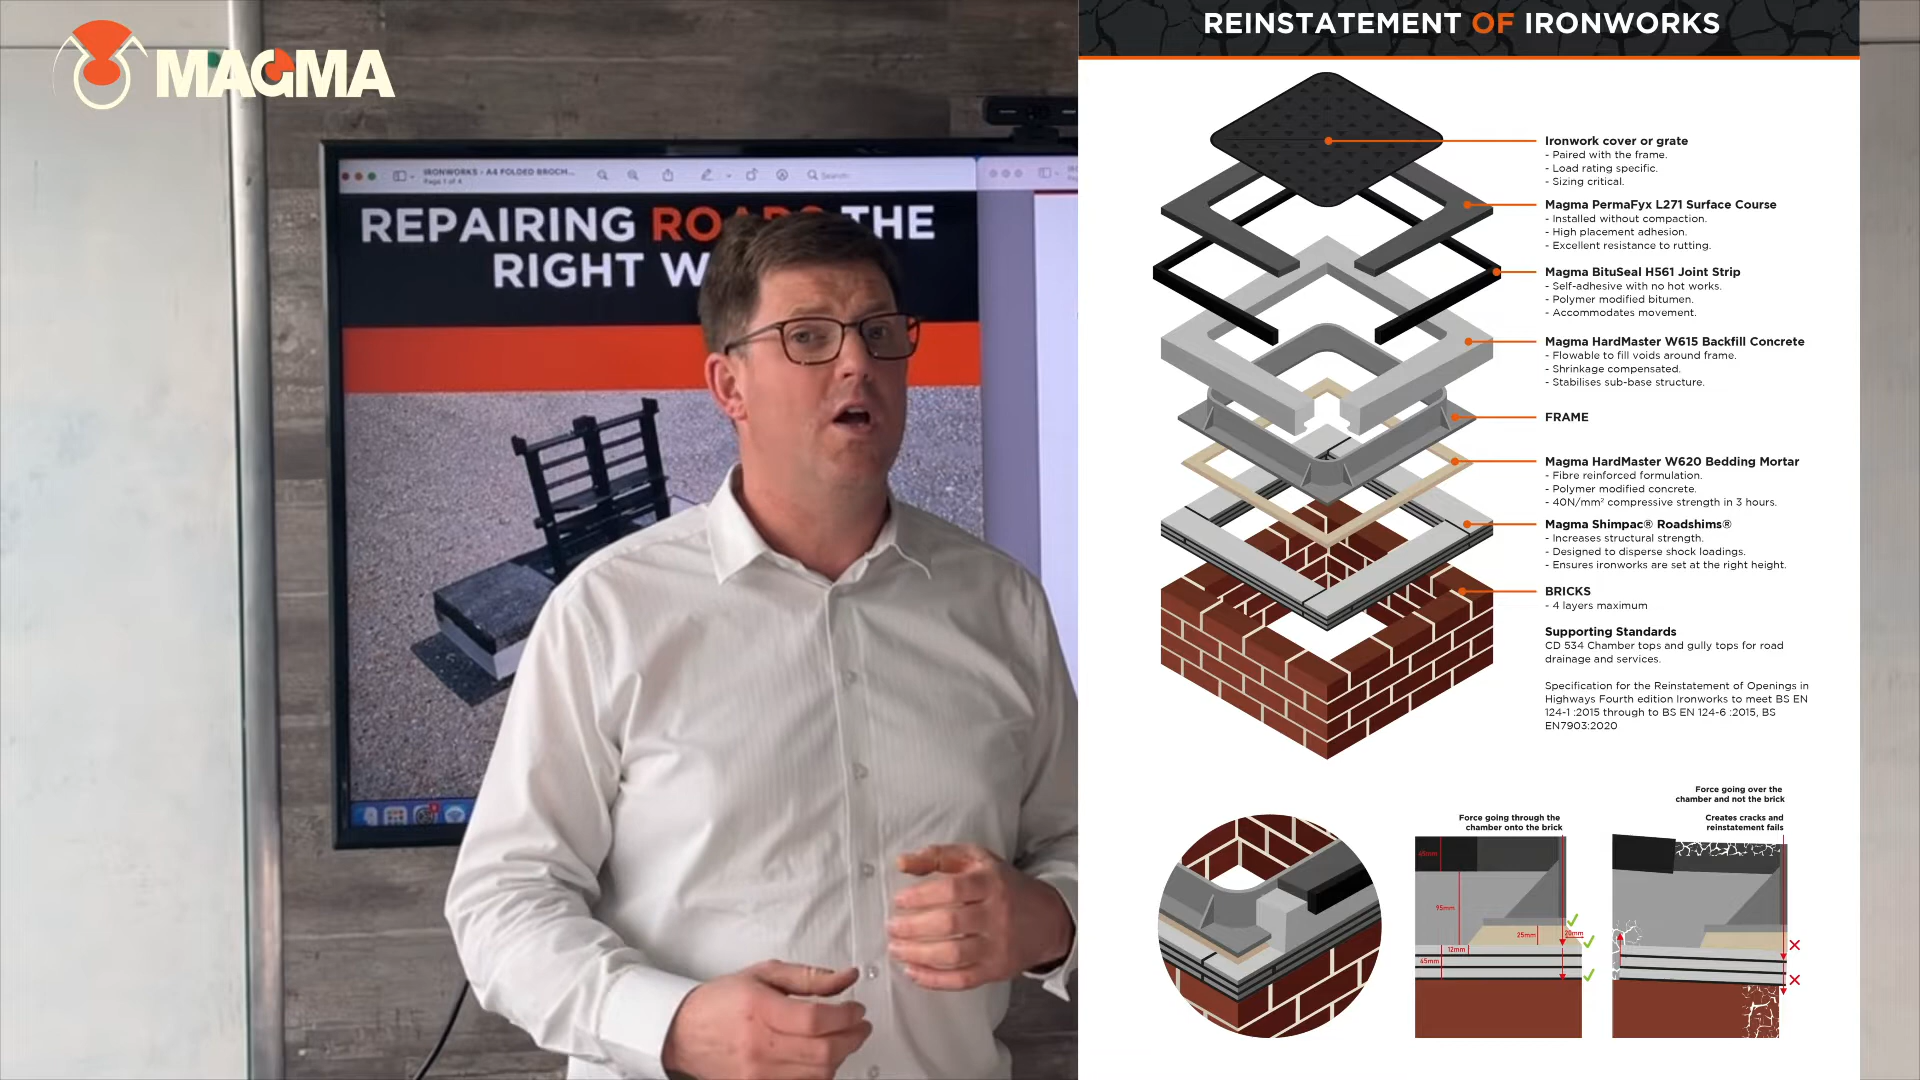 MAGMA
IRONWORKS - A4 FOLDED BROCH...
Page 1 of 4
Search
REPAIRING ROADS THE
RIGHT W
REINSTATEMENT OF IRONWORKS
Ironwork cover or grate
- Paired with the frame.
- Load rating specific.
- Sizing critical.
Magma PermaFyx L271 Surface Course
- Installed without compaction.
- High placement adhesion.
- Excellent resistance to rutting.
Magma BituSeal H561 Joint Strip
- Self-adhesive with no hot works.
- Polymer modified bitumen.
- Accommodates movement.
Magma HardMaster W615 Backfill Concrete
- Flowable to fill voids around frame.
- Shrinkage compensated.
- Stabilises sub-base structure.
FRAME
Magma HardMaster W620 Bedding Mortar
- Fibre reinforced formulation.
- Polymer modified concrete.
- 40N/mm² compressive strength in 3 hours.
Magma Shimpac® Roadshims®
- Increases structural strength.
- Designed to disperse shock loadings.
- Ensures ironworks are set at the right height.
BRICKS
- 4 layers maximum
Supporting Standards
CD 534 Chamber tops and gully tops for road
drainage and services.
Specification for the Reinstatement of Openings in
Highways Fourth edition Ironworks to meet BS EN
124-1 :2015 through to BS EN 124-6 :2015, BS
EN7903:2020
Force going through the
chamber onto the brick
45mm
95mm
25mm
20mm
12mm
45mm
Force going over the
chamber and not the brick
Creates cracks and
reinstatement fails